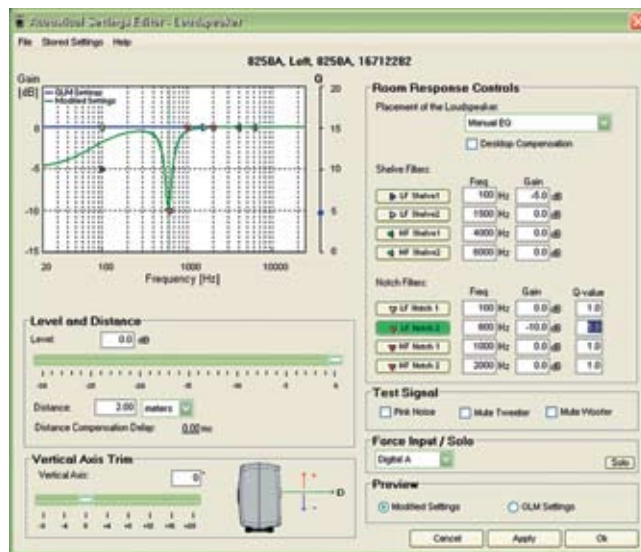 Acoustical Settings Editor - Loudspeaker
File Stored Settings Help
8250A, Left, 8250A, 16712282
Gain
[dB]
GLM Settings
Modified Settings
Q
5
0
-5
-10
-15
20
15
10
5
0
20 100 1000 10000
Frequency [Hz]
Level and Distance
Level: 0.0 dB
Distance: 2.00 meters
Distance Compensation Delay: 0.00 ms
Vertical Axis Trim
Vertical Axis: 0 °
+
D
-
Room Response Controls
Placement of the Loudspeaker:
Manual EQ
Desktop Compensation
Shelve Filters:
Freq Gain
LF Shelve1 100 Hz -5.0 dB
LF Shelve2 1500 Hz 0.0 dB
HF Shelve1 4000 Hz 0.0 dB
HF Shelve2 6000 Hz 0.0 dB
Notch Filters:
Freq Gain Q-value
LF Notch 1 100 Hz 0.0 dB 1.0
LF Notch 2 600 Hz -10.0 dB
HF Notch 1 1000 Hz 0.0 dB 1.0
HF Notch 2 2000 Hz 0.0 dB 1.0
Test Signal
Pink Noise Mute Tweeter Mute Woofer
Force Input / Solo
Digital A Solo
Preview
Modified Settings GLM Settings
Cancel Apply Ok